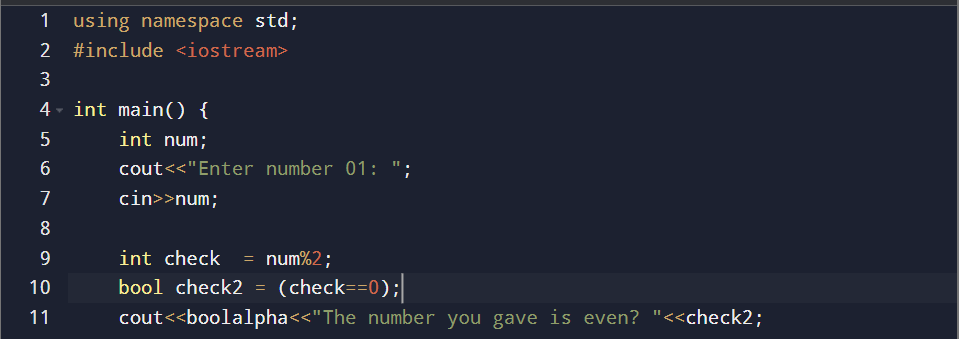 1 using namespace std;
2 #include <iostream>
3
4 int main() {
5     int num;
6     cout<<"Enter number 01: ";
7     cin>>num;
8
9     int check  = num%2;
10     bool check2 = (check==0);
11     cout<<boolalpha<<"The number you gave is even? "<<check2;